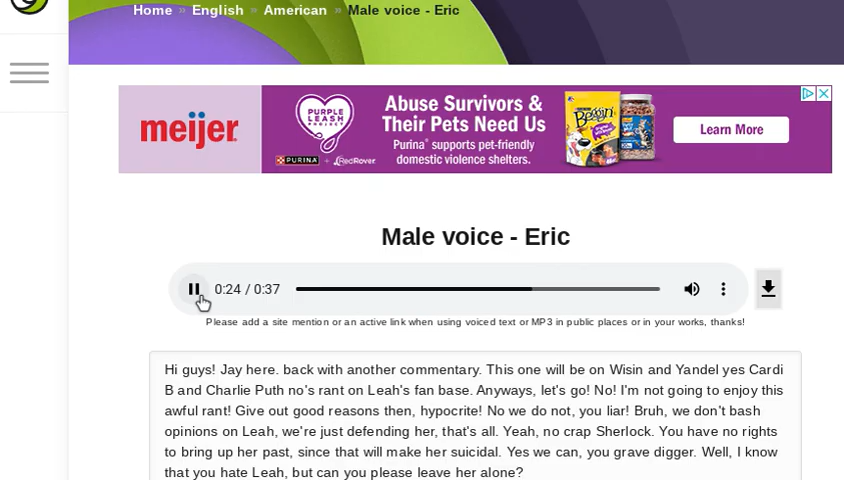 Home » English » American » Male voice - Eric
meijer
PURPLE
LEASH
PROJECT
PURINA + RedRover
Abuse Survivors &
Their Pets Need Us
Purina® supports pet-friendly
domestic violence shelters.
Beggin'
Learn More
Male voice - Eric
0:24 / 0:37
Please add a site mention or an active link when using voiced text or MP3 in public places or in your works, thanks!
Hi guys! Jay here. back with another commentary. This one will be on Wisin and Yandel yes Cardi
B and Charlie Puth no's rant on Leah's fan base. Anyways, let's go! No! I'm not going to enjoy this
awful rant! Give out good reasons then, hypocrite! No we do not, you liar! Bruh, we don't bash
opinions on Leah, we're just defending her, that's all. Yeah, no crap Sherlock. You have no rights
to bring up her past, since that will make her suicidal. Yes we can, you grave digger. Well, I know
that you hate Leah, but can you please leave her alone?